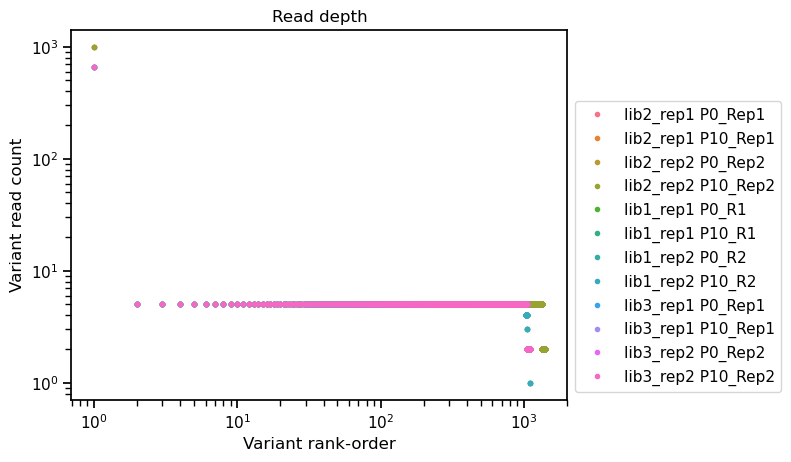 Read depth
Variant read count
10³
10²
10¹
10⁰
10⁰ 10¹ 10² 10³
Variant rank-order
lib2_rep1 P0_Rep1
lib2_rep1 P10_Rep1
lib2_rep2 P0_Rep2
lib2_rep2 P10_Rep2
lib1_rep1 P0_R1
lib1_rep1 P10_R1
lib1_rep2 P0_R2
lib1_rep2 P10_R2
lib3_rep1 P0_Rep1
lib3_rep1 P10_Rep1
lib3_rep2 P0_Rep2
lib3_rep2 P10_Rep2